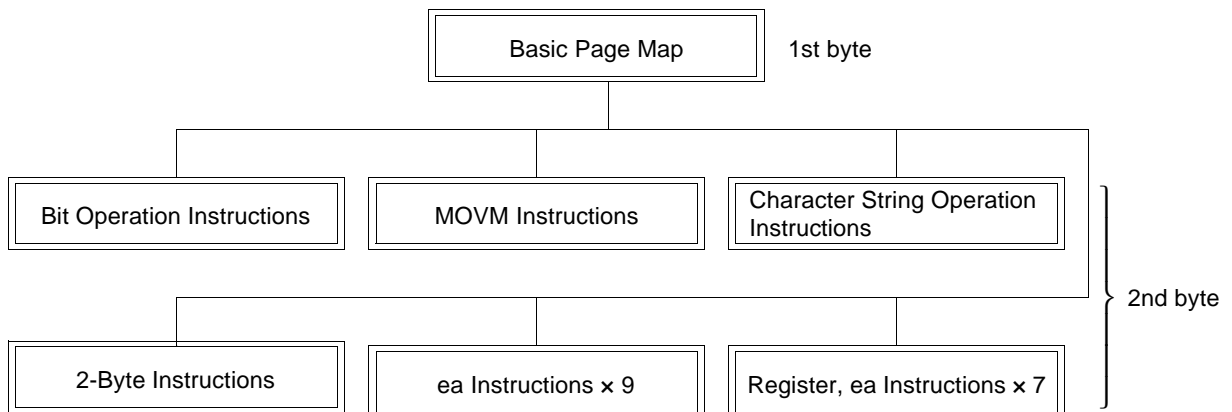 Basic Page Map
1st byte
Bit Operation Instructions
MOVM Instructions
Character String Operation
Instructions
2nd byte
2-Byte Instructions
ea Instructions × 9
Register, ea Instructions × 7